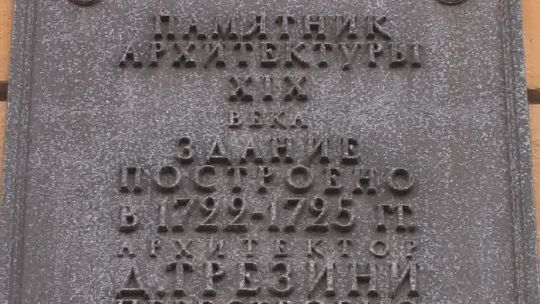 ПАМЯТНИК
АРХИТЕКТУРЫ
XIX
ВЕКА
ЗДАНИЕ
ПОСТРОЕНО
В 1722-1725 ГГ.
АРХИТЕКТОР
Д. ТРЕЗИНИ